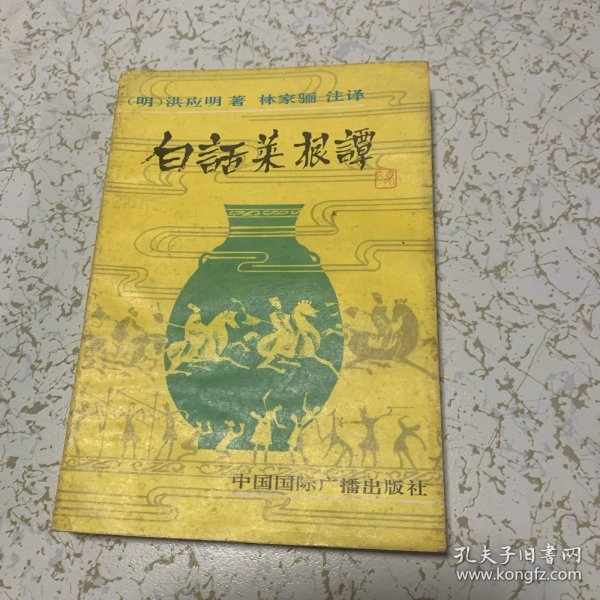 （明）洪应明 著 林家骊 注译
白話菜根譚
中国国际广播出版社
孔夫子旧书网
www.kongfz.com